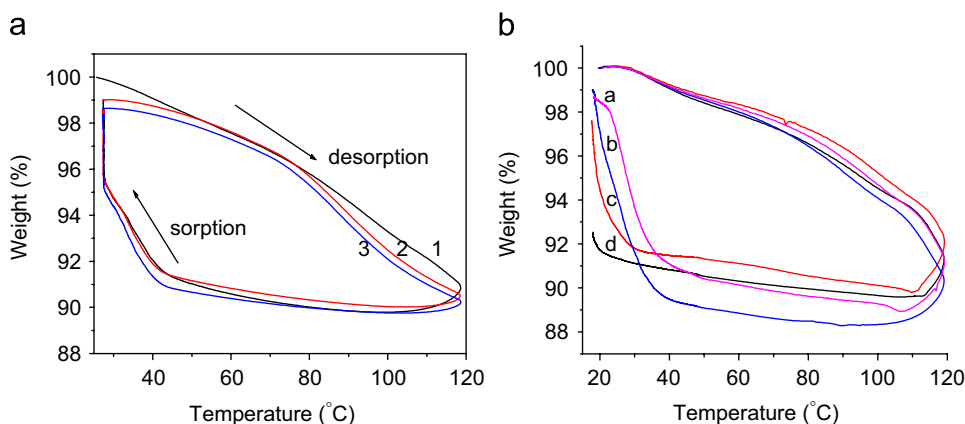 a
100
98
96
94
92
90
88
Weight (%)
desorption
sorption
3 2 1
40 60 80 100 120
Temperature (°C)
b
100
98
96
94
92
90
88
Weight (%)
a
b
c
d
20 40 60 80 100 120
Temperature (°C)